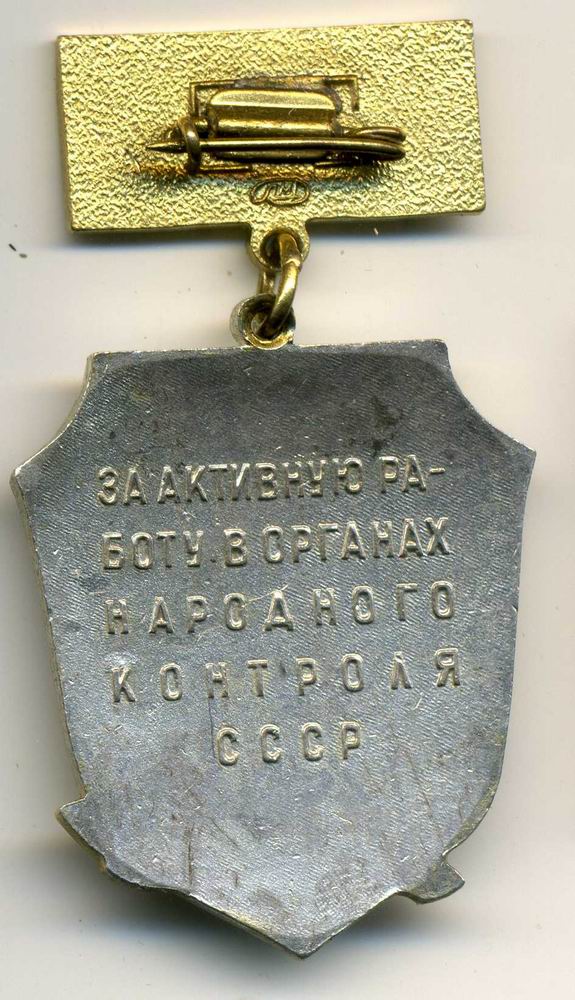 ЗА АКТИВНУЮ РА-
БОТУ В ОРГАНАХ
НАРОДНОГО
КОНТРОЛЯ
СССР